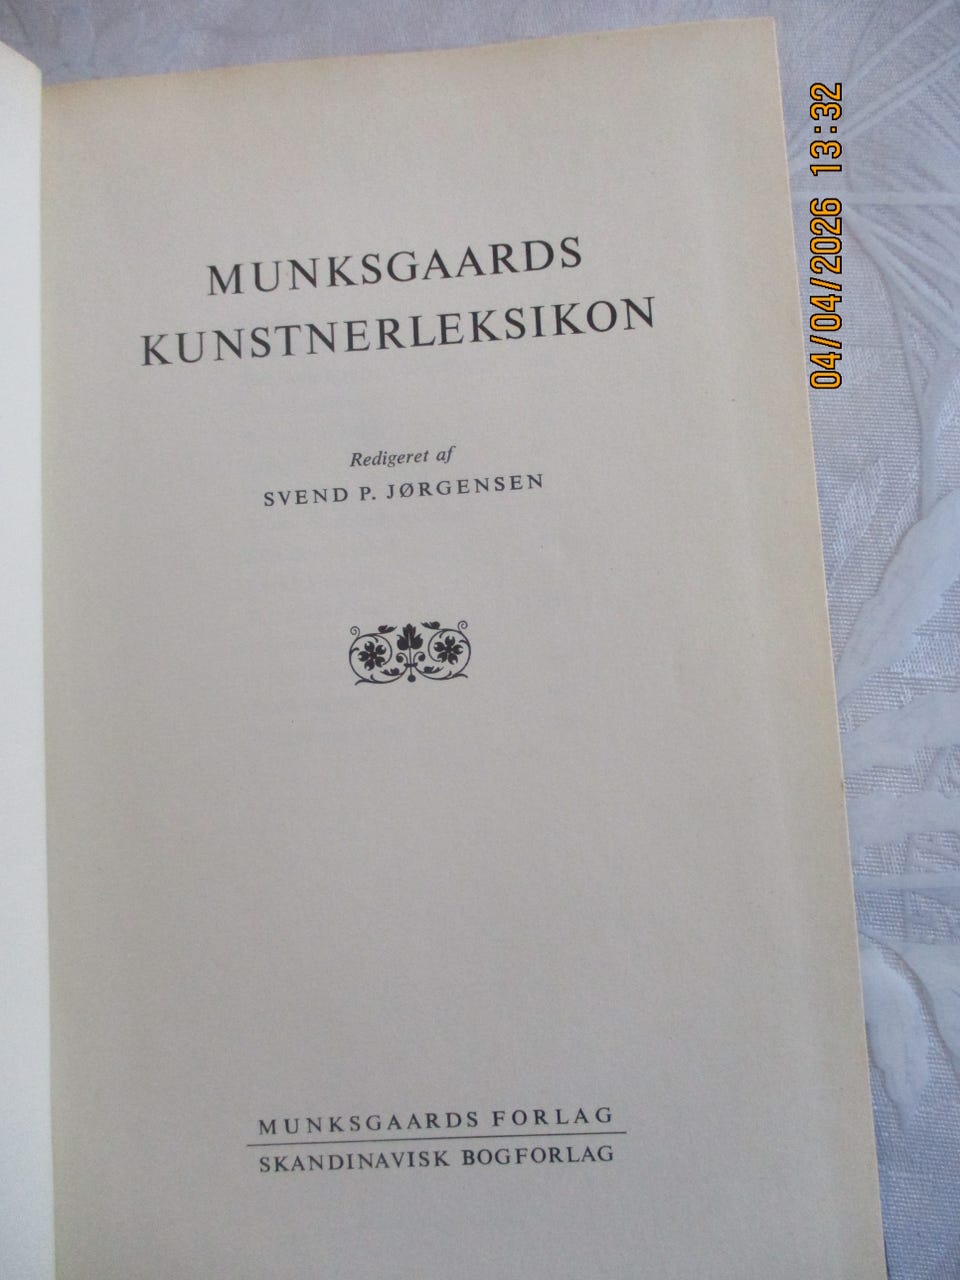 MUNKSGAARDS
KUNSTNERLEKSIKON
Redigeret af
SVEND P. JØRGENSEN
MUNKSGAARDS FORLAG
SKANDINAVISK BOGFORLAG
04/04/2026 13:32